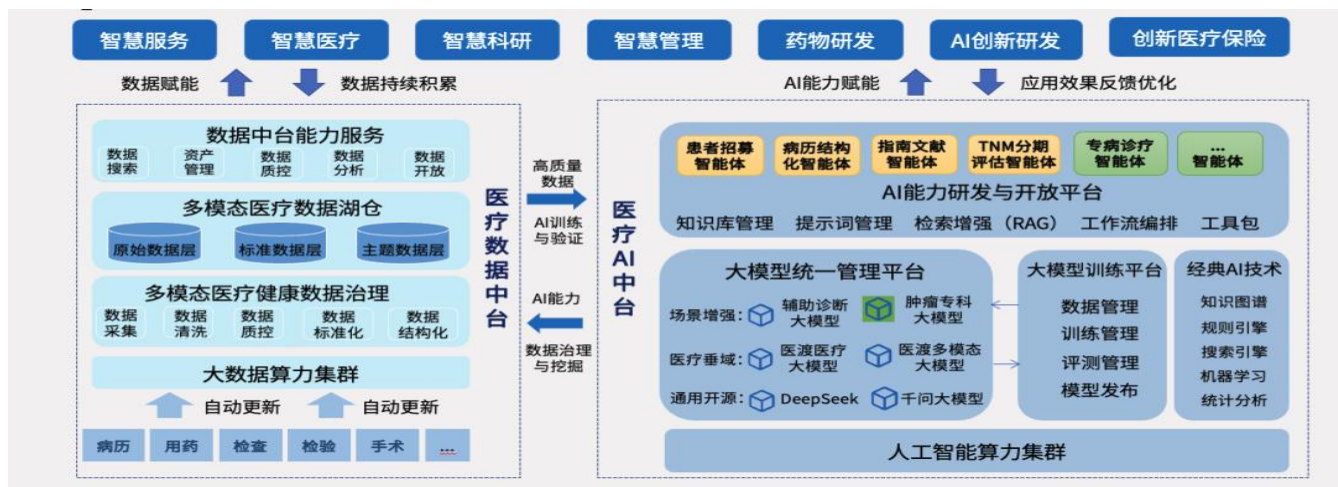 智慧服务
智慧医疗
智慧科研
智慧管理
药物研发
AI创新研发
创新医疗保险
数据赋能
数据持续积累
AI能力赋能
应用效果反馈优化
数据中台能力服务
数据
搜索
资产
管理
数据
质控
数据
分析
数据
开放
多模态医疗数据湖仓
原始数据层
标准数据层
主题数据层
多模态医疗健康数据治理
数据
采集
数据
清洗
数据
质控
数据
标准化
数据
结构化
大数据算力集群
自动更新
自动更新
病历
用药
检查
检验
手术
...
医疗数据中台
高质量
数据
AI训练
与验证
AI能力
数据治理
与挖掘
医疗AI中台
患者招募
智能体
病历结构
化智能体
指南文献
智能体
TNM分期
评估智能体
专病诊疗
智能体
...
智能体
AI能力研发与开放平台
知识库管理
提示词管理
检索增强（RAG）
工作流编排
工具包
大模型统一管理平台
场景增强：
辅助诊断
大模型
肿瘤专科
大模型
医疗垂域：
医渡医疗
大模型
医渡多模态
大模型
通用开源：
DeepSeek
千问大模型
大模型训练平台
数据管理
训练管理
评测管理
模型发布
经典AI技术
知识图谱
规则引擎
搜索引擎
机器学习
统计分析
人工智能算力集群